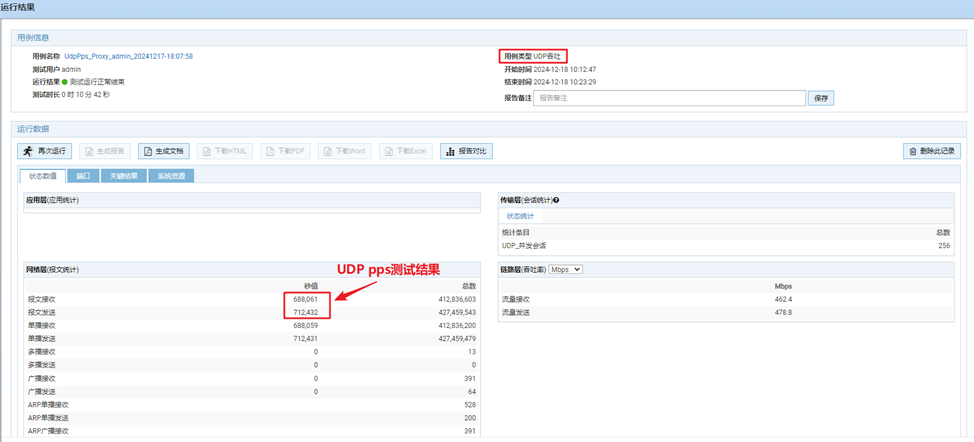 运行结果
用例信息
用例名称 UdpPps_Proxy_admin_20241217-18:07:58
测试用户 admin
运行结果 测试运行正常结束
测试时长 0 时 10 分 42 秒
用例类型 UDP吞吐
开始时间 2024-12-18 10:12:47
结束时间 2024-12-18 10:23:29
报告备注 报告备注 保存
运行数据
再次运行 生成报告 生成文档 下载HTML 下载PDF 下载Word 下载Excel 报告对比 删除此记录
状态数值 端口 关键结果 系统资源
应用层(应用统计)
传输层(会话统计)
状态统计
统计条目 总数
UDP_并发会话 256
网络层(报文统计)
UDP pps测试结果
秒值 总数
报文接收 688,061 412,836,603
报文发送 712,432 427,459,543
单播接收 688,059 412,836,200
单播发送 712,431 427,459,479
多播接收 0 13
多播发送 0 0
广播接收 0 391
广播发送 0 64
ARP单播接收 528
ARP单播发送 200
ARP广播接收 391
链路层(吞吐率) Mbps
Mbps
流量接收 462.4
流量发送 478.8